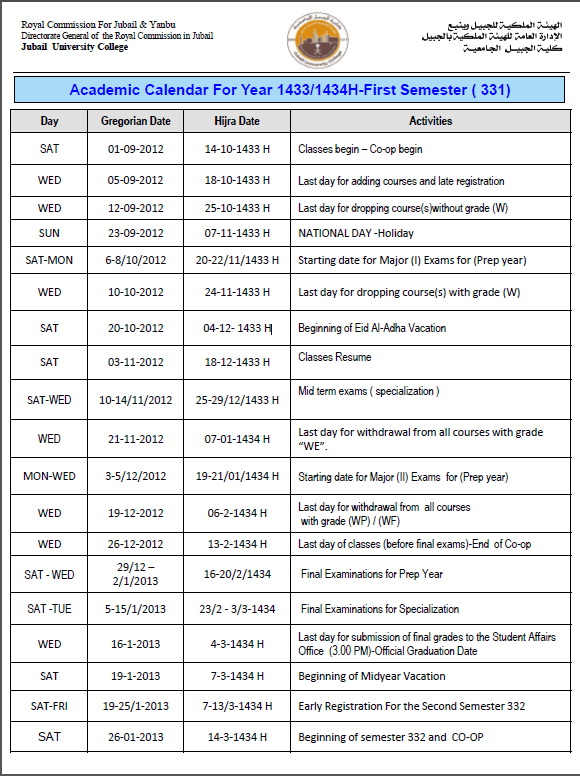 Royal Commission For Jubail & Yanbu
Directorate General of the Royal Commission in Jubail
Jubail University College
الهيئة الملكية للجبيل وينبع
الإدارة العامة للهيئة الملكية بالجبيل
كلية الجبيل الجامعية
Academic Calendar For Year 1433/1434H-First Semester ( 331)
Day Gregorian Date Hijra Date Activities
SAT 01-09-2012 14-10-1433 H Classes begin – Co-op begin
WED 05-09-2012 18-10-1433 H Last day for adding courses and late registration
WED 12-09-2012 25-10-1433 H Last day for dropping course(s)without grade (W)
SUN 23-09-2012 07-11-1433 H NATIONAL DAY -Holiday
SAT-MON 6-8/10/2012 20-22/11/1433 H Starting date for Major (I) Exams for (Prep year)
WED 10-10-2012 24-11-1433 H Last day for dropping course(s) with grade (W)
SAT 20-10-2012 04-12- 1433 H Beginning of Eid Al-Adha Vacation
SAT 03-11-2012 18-12-1433 H Classes Resume
SAT-WED 10-14/11/2012 25-29/12/1433 H Mid term exams ( specialization )
WED 21-11-2012 07-01-1434 H Last day for withdrawal from all courses with grade
“WE”.
MON-WED 3-5/12/2012 19-21/01/1434 H Starting date for Major (II) Exams for (Prep year)
WED 19-12-2012 06-2-1434 H Last day for withdrawal from all courses
with grade (WP) / (WF)
WED 26-12-2012 13-2-1434 H Last day of classes (before final exams)-End of Co-op
SAT - WED 29/12 –
2/1/2013 16-20/2/1434 Final Examinations for Prep Year
SAT -TUE 5-15/1/2013 23/2 - 3/3-1434 Final Examinations for Specialization
WED 16-1-2013 4-3-1434 H Last day for submission of final grades to the Student Affairs
Office (3.00 PM)-Official Graduation Date
SAT 19-1-2013 7-3-1434 H Beginning of Midyear Vacation
SAT-FRI 19-25/1-2013 7-13/3-1434 H Early Registration For the Second Semester 332
SAT 26-01-2013 14-3-1434 H Beginning of semester 332 and CO-OP